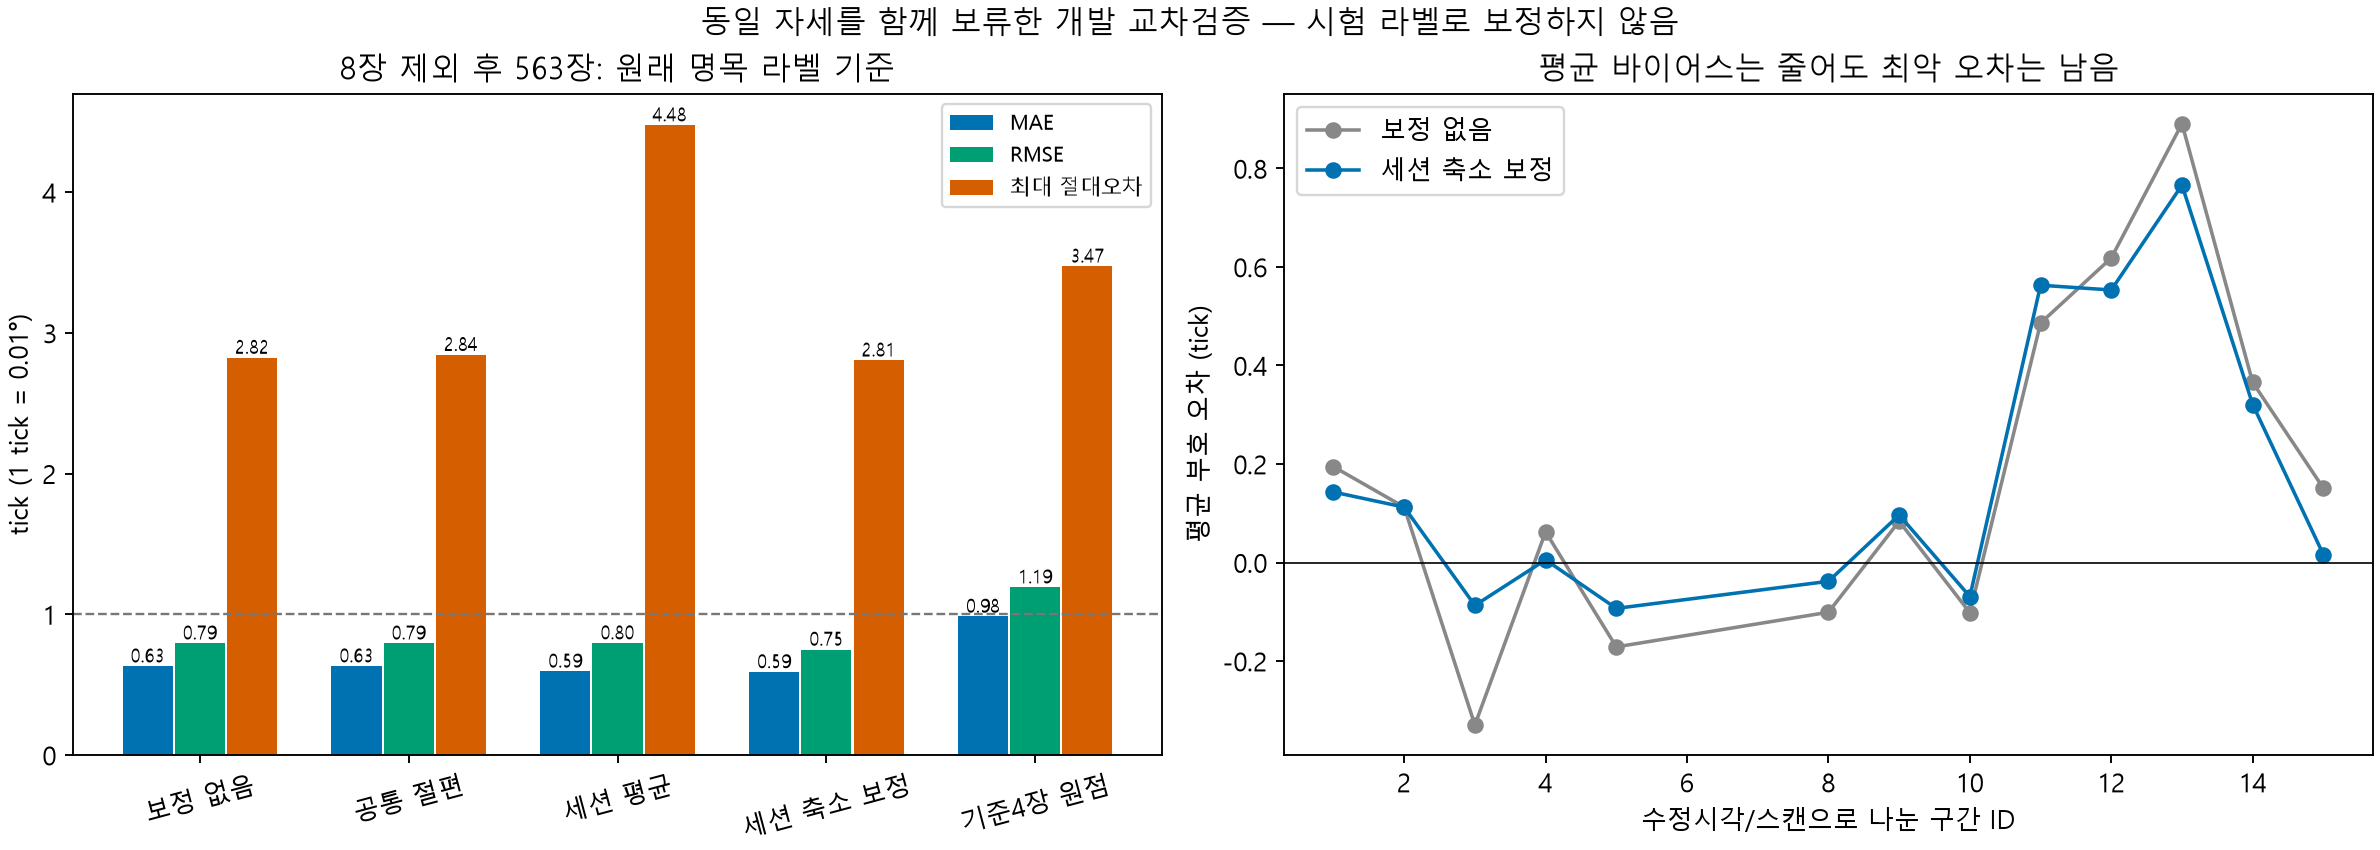 동일 자세를 함께 보류한 개발 교차검증 — 시험 라벨로 보정하지 않음
8장 제외 후 563장: 원래 명목 라벨 기준
tick (1 tick = 0.01°)
4
3
2
1
0
MAE
RMSE
최대 절대오차
0.63
0.79
2.82
0.63
0.79
2.84
0.59
0.80
4.48
0.59
0.75
2.81
0.98
1.19
3.47
보정 없음
공통 절편
세션 평균
세션 축소 보정
기준4장 원점
평균 바이어스는 줄어도 최악 오차는 남음
평균 부호 오차 (tick)
0.8
0.6
0.4
0.2
0.0
-0.2
보정 없음
세션 축소 보정
2
4
6
8
10
12
14
수정시각/스캔으로 나눈 구간 ID